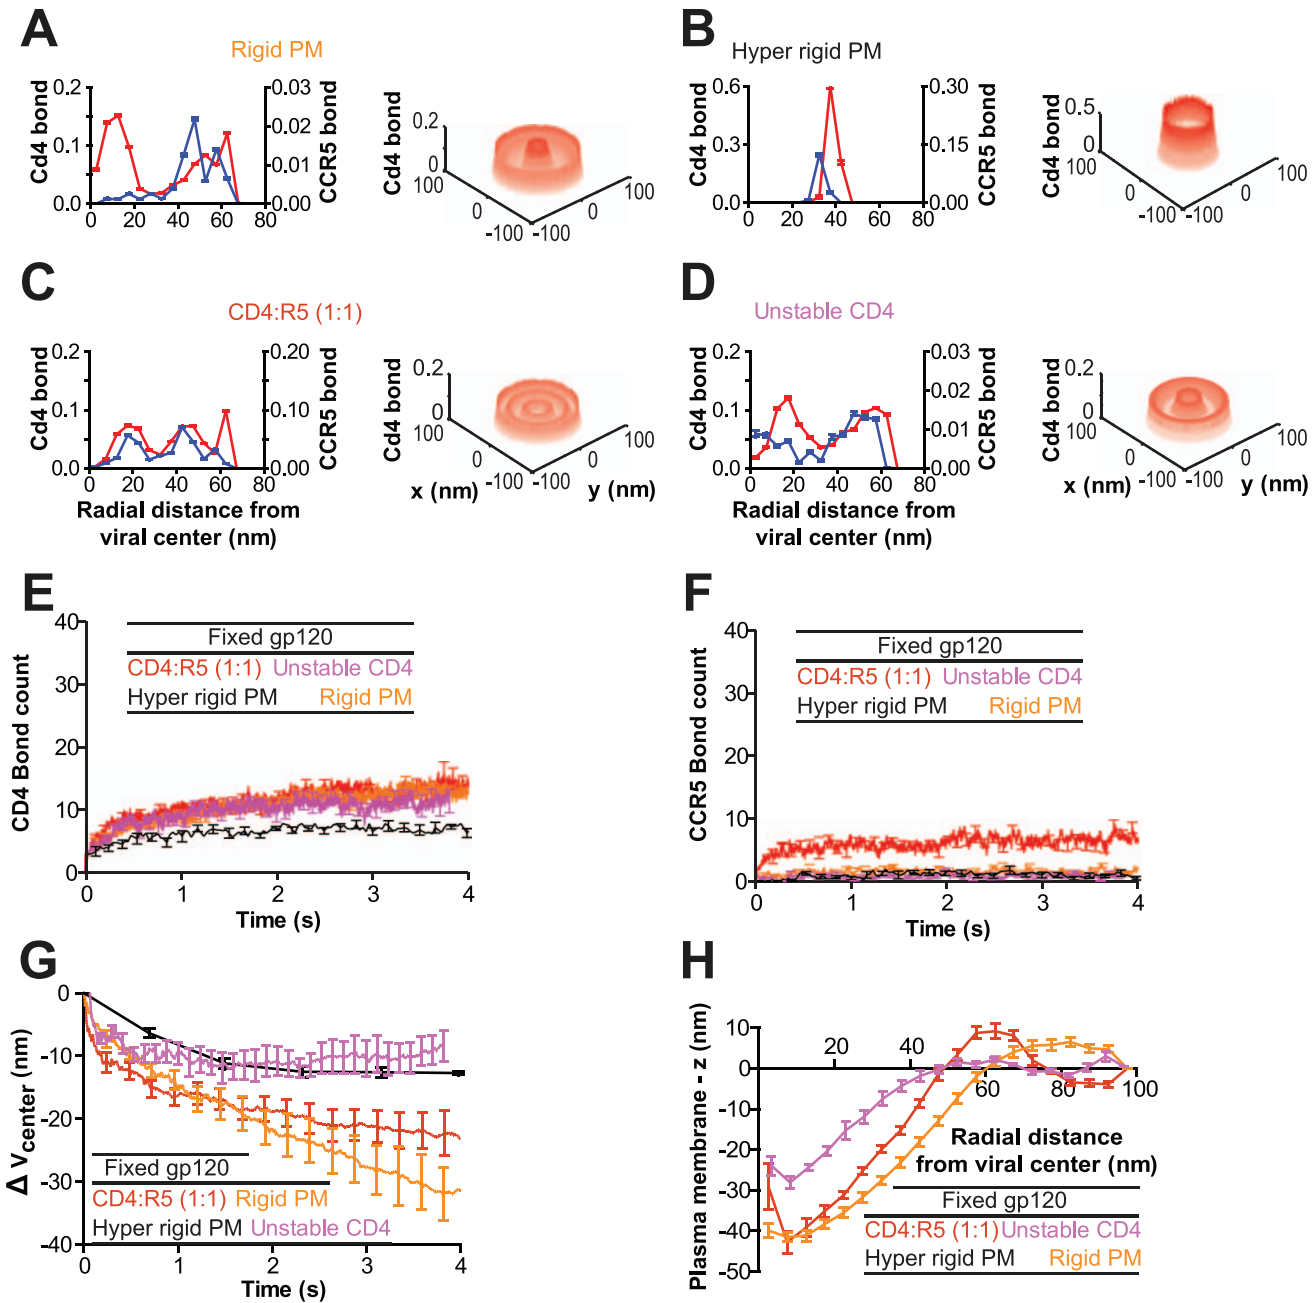 A
Rigid PM
Cd4 bond
0.2
0.1
0.0
0 20 40 60 80
0.03
0.02
0.01
0.00
CCR5 bond
Cd4 bond
0.2
0
100
0
-100
-100
0
100
B
Hyper rigid PM
Cd4 bond
0.6
0.3
0.0
0 20 40 60 80
0.30
0.15
0.00
CCR5 bond
Cd4 bond
0.5
0
100
0
-100
-100
0
100
C
CD4:R5 (1:1)
Cd4 bond
0.2
0.1
0.0
0 20 40 60 80
0.20
0.10
0.00
CCR5 bond
Radial distance from
viral center (nm)
Cd4 bond
0.2
0
100
0
-100
-100
0
100
x (nm)
y (nm)
D
Unstable CD4
Cd4 bond
0.2
0.1
0.0
0 20 40 60 80
0.03
0.02
0.01
0.00
CCR5 bond
Radial distance from
viral center (nm)
Cd4 bond
0.2
0
100
0
-100
-100
0
100
x (nm)
y (nm)
E
CD4 Bond count
40
30
20
10
0
0 1 2 3 4
Time (s)
Fixed gp120
CD4:R5 (1:1) Unstable CD4
Hyper rigid PM Rigid PM
F
CCR5 Bond count
40
30
20
10
0
0 1 2 3 4
Time (s)
Fixed gp120
CD4:R5 (1:1) Unstable CD4
Hyper rigid PM Rigid PM
G
Δ Vcenter (nm)
0
-10
-20
-30
-40
0 1 2 3 4
Time (s)
Fixed gp120
CD4:R5 (1:1) Rigid PM
Hyper rigid PM Unstable CD4
H
Plasma membrane - z (nm)
10
0
-10
-20
-30
-40
-50
20 40 60 80 100
Radial distance
from viral center (nm)
Fixed gp120
CD4:R5 (1:1) Unstable CD4
Hyper rigid PM Rigid PM